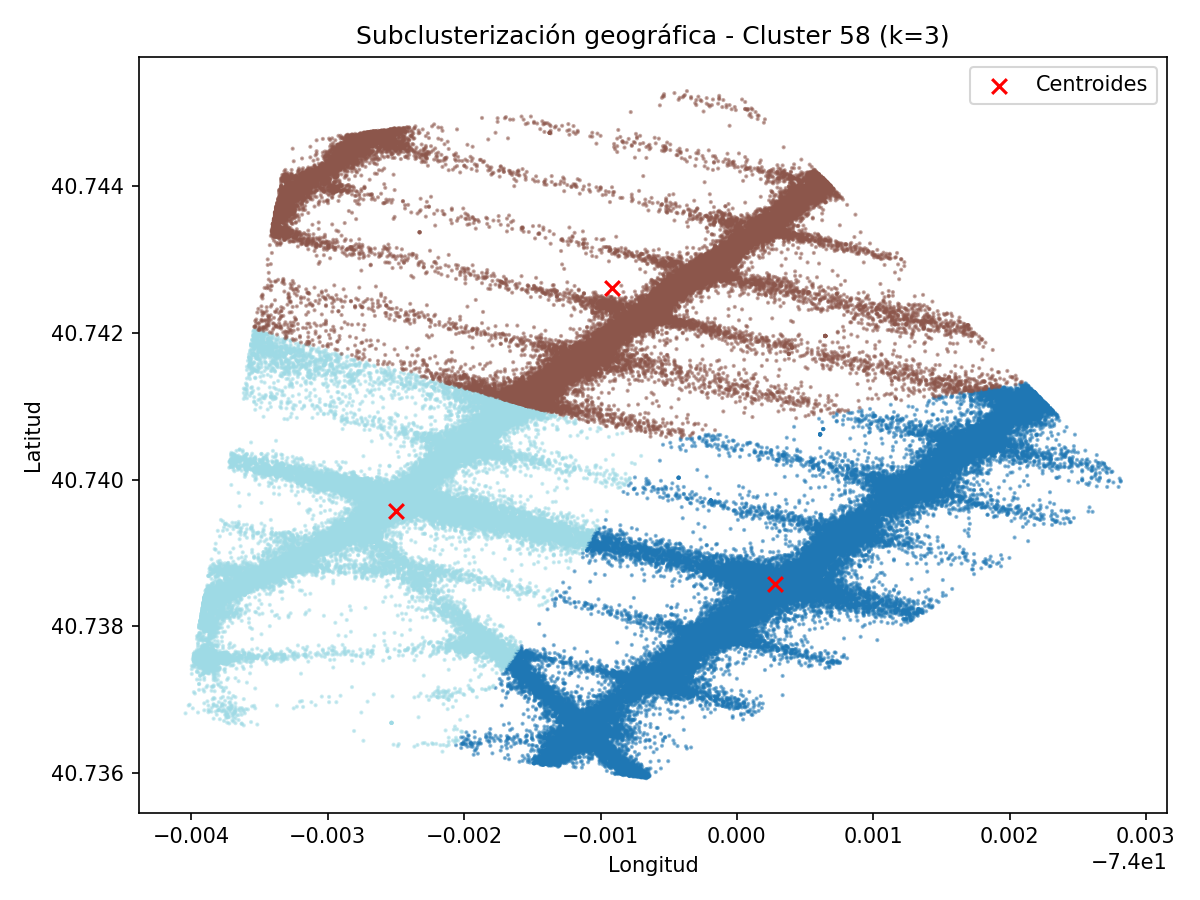 Subclusterización geográfica - Cluster 58 (k=3)
Centroides
40.744
40.742
40.740
40.738
40.736
Latitud
−0.004 −0.003 −0.002 −0.001 0.000 0.001 0.002 0.003
−7.4e1
Longitud